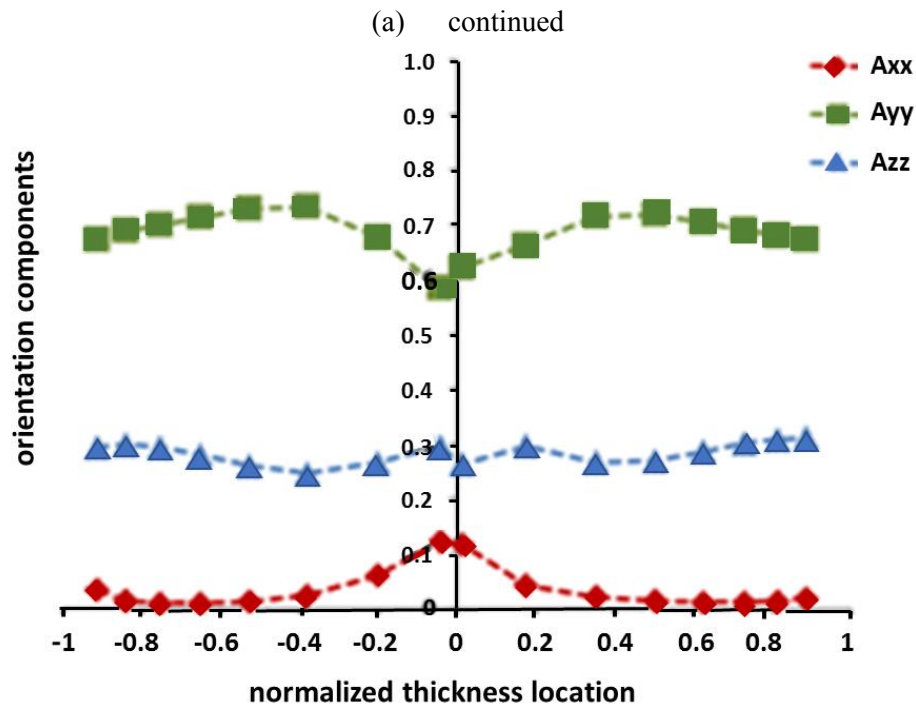 (a) continued
1.0
0.9
0.8
0.7
0.6
0.5
0.4
0.3
0.2
0.1
0
Axx
Ayy
Azz
orientation components
-1 -0.8 -0.6 -0.4 -0.2 0 0.2 0.4 0.6 0.8 1
normalized thickness location